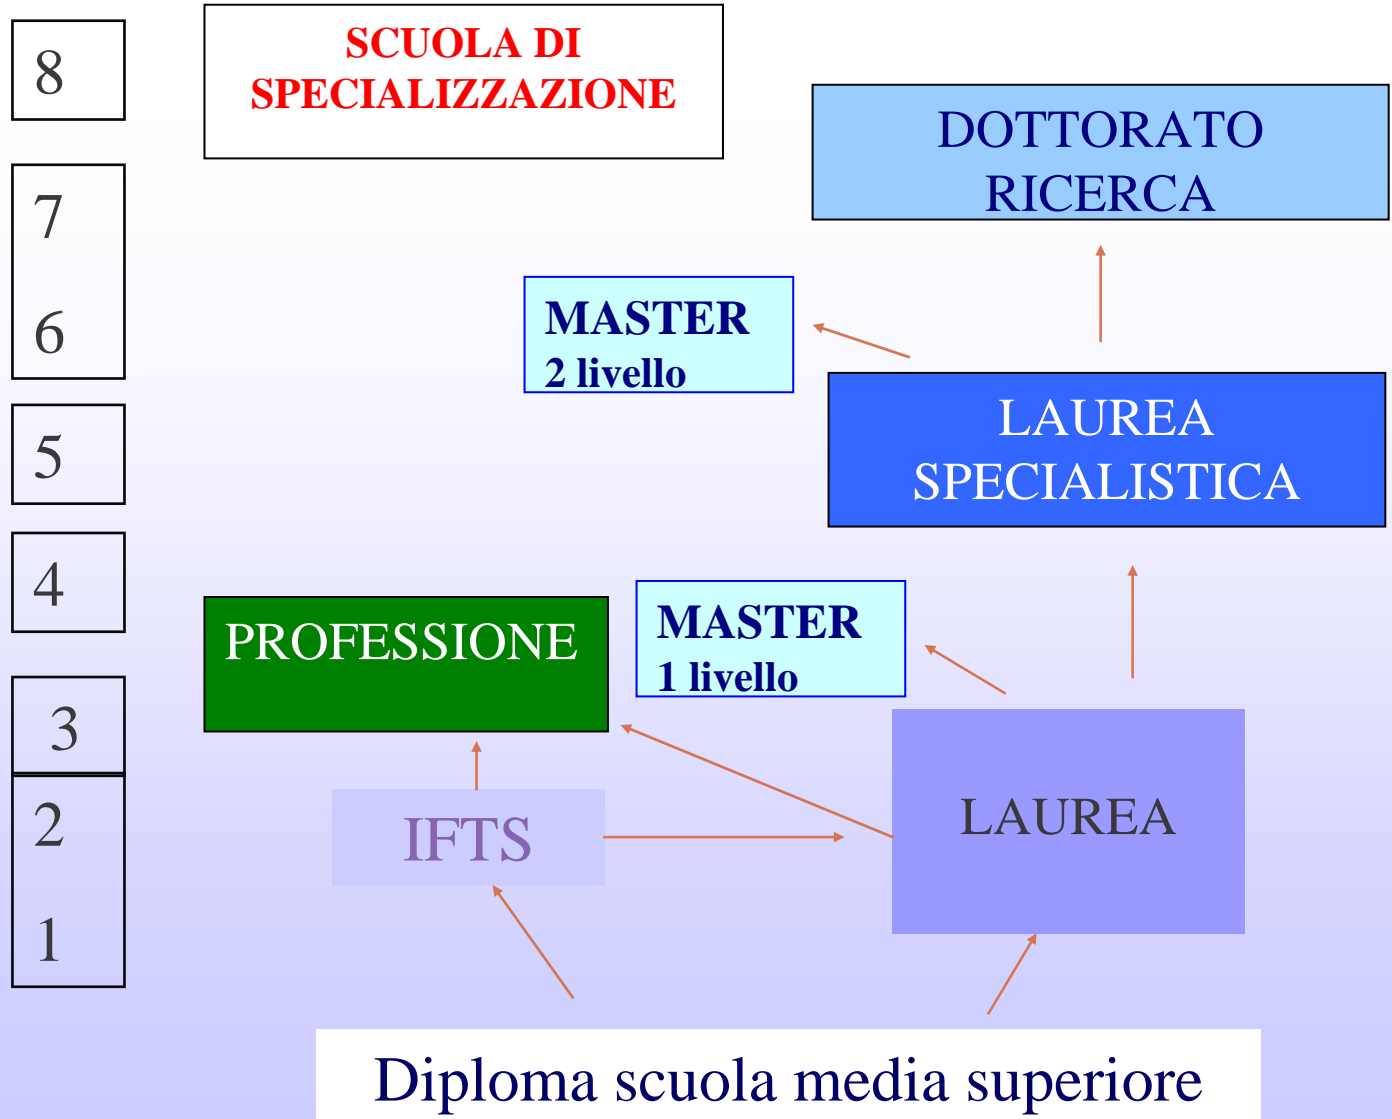 8
SCUOLA DI
SPECIALIZZAZIONE
DOTTORATO
RICERCA
7
6
MASTER
2 livello
LAUREA
SPECIALISTICA
5
4
PROFESSIONE
MASTER
1 livello
3
2
1
IFTS
LAUREA
Diploma scuola media superiore